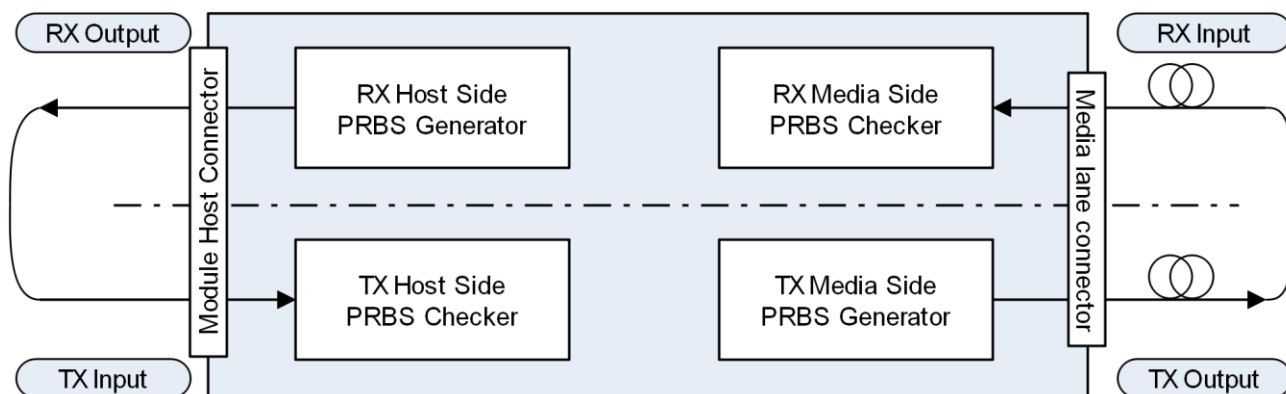 RX Output
RX Input
RX Host Side
PRBS Generator
RX Media Side
PRBS Checker
Module Host Connector
Media lane connector
TX Host Side
PRBS Checker
TX Media Side
PRBS Generator
TX Input
TX Output